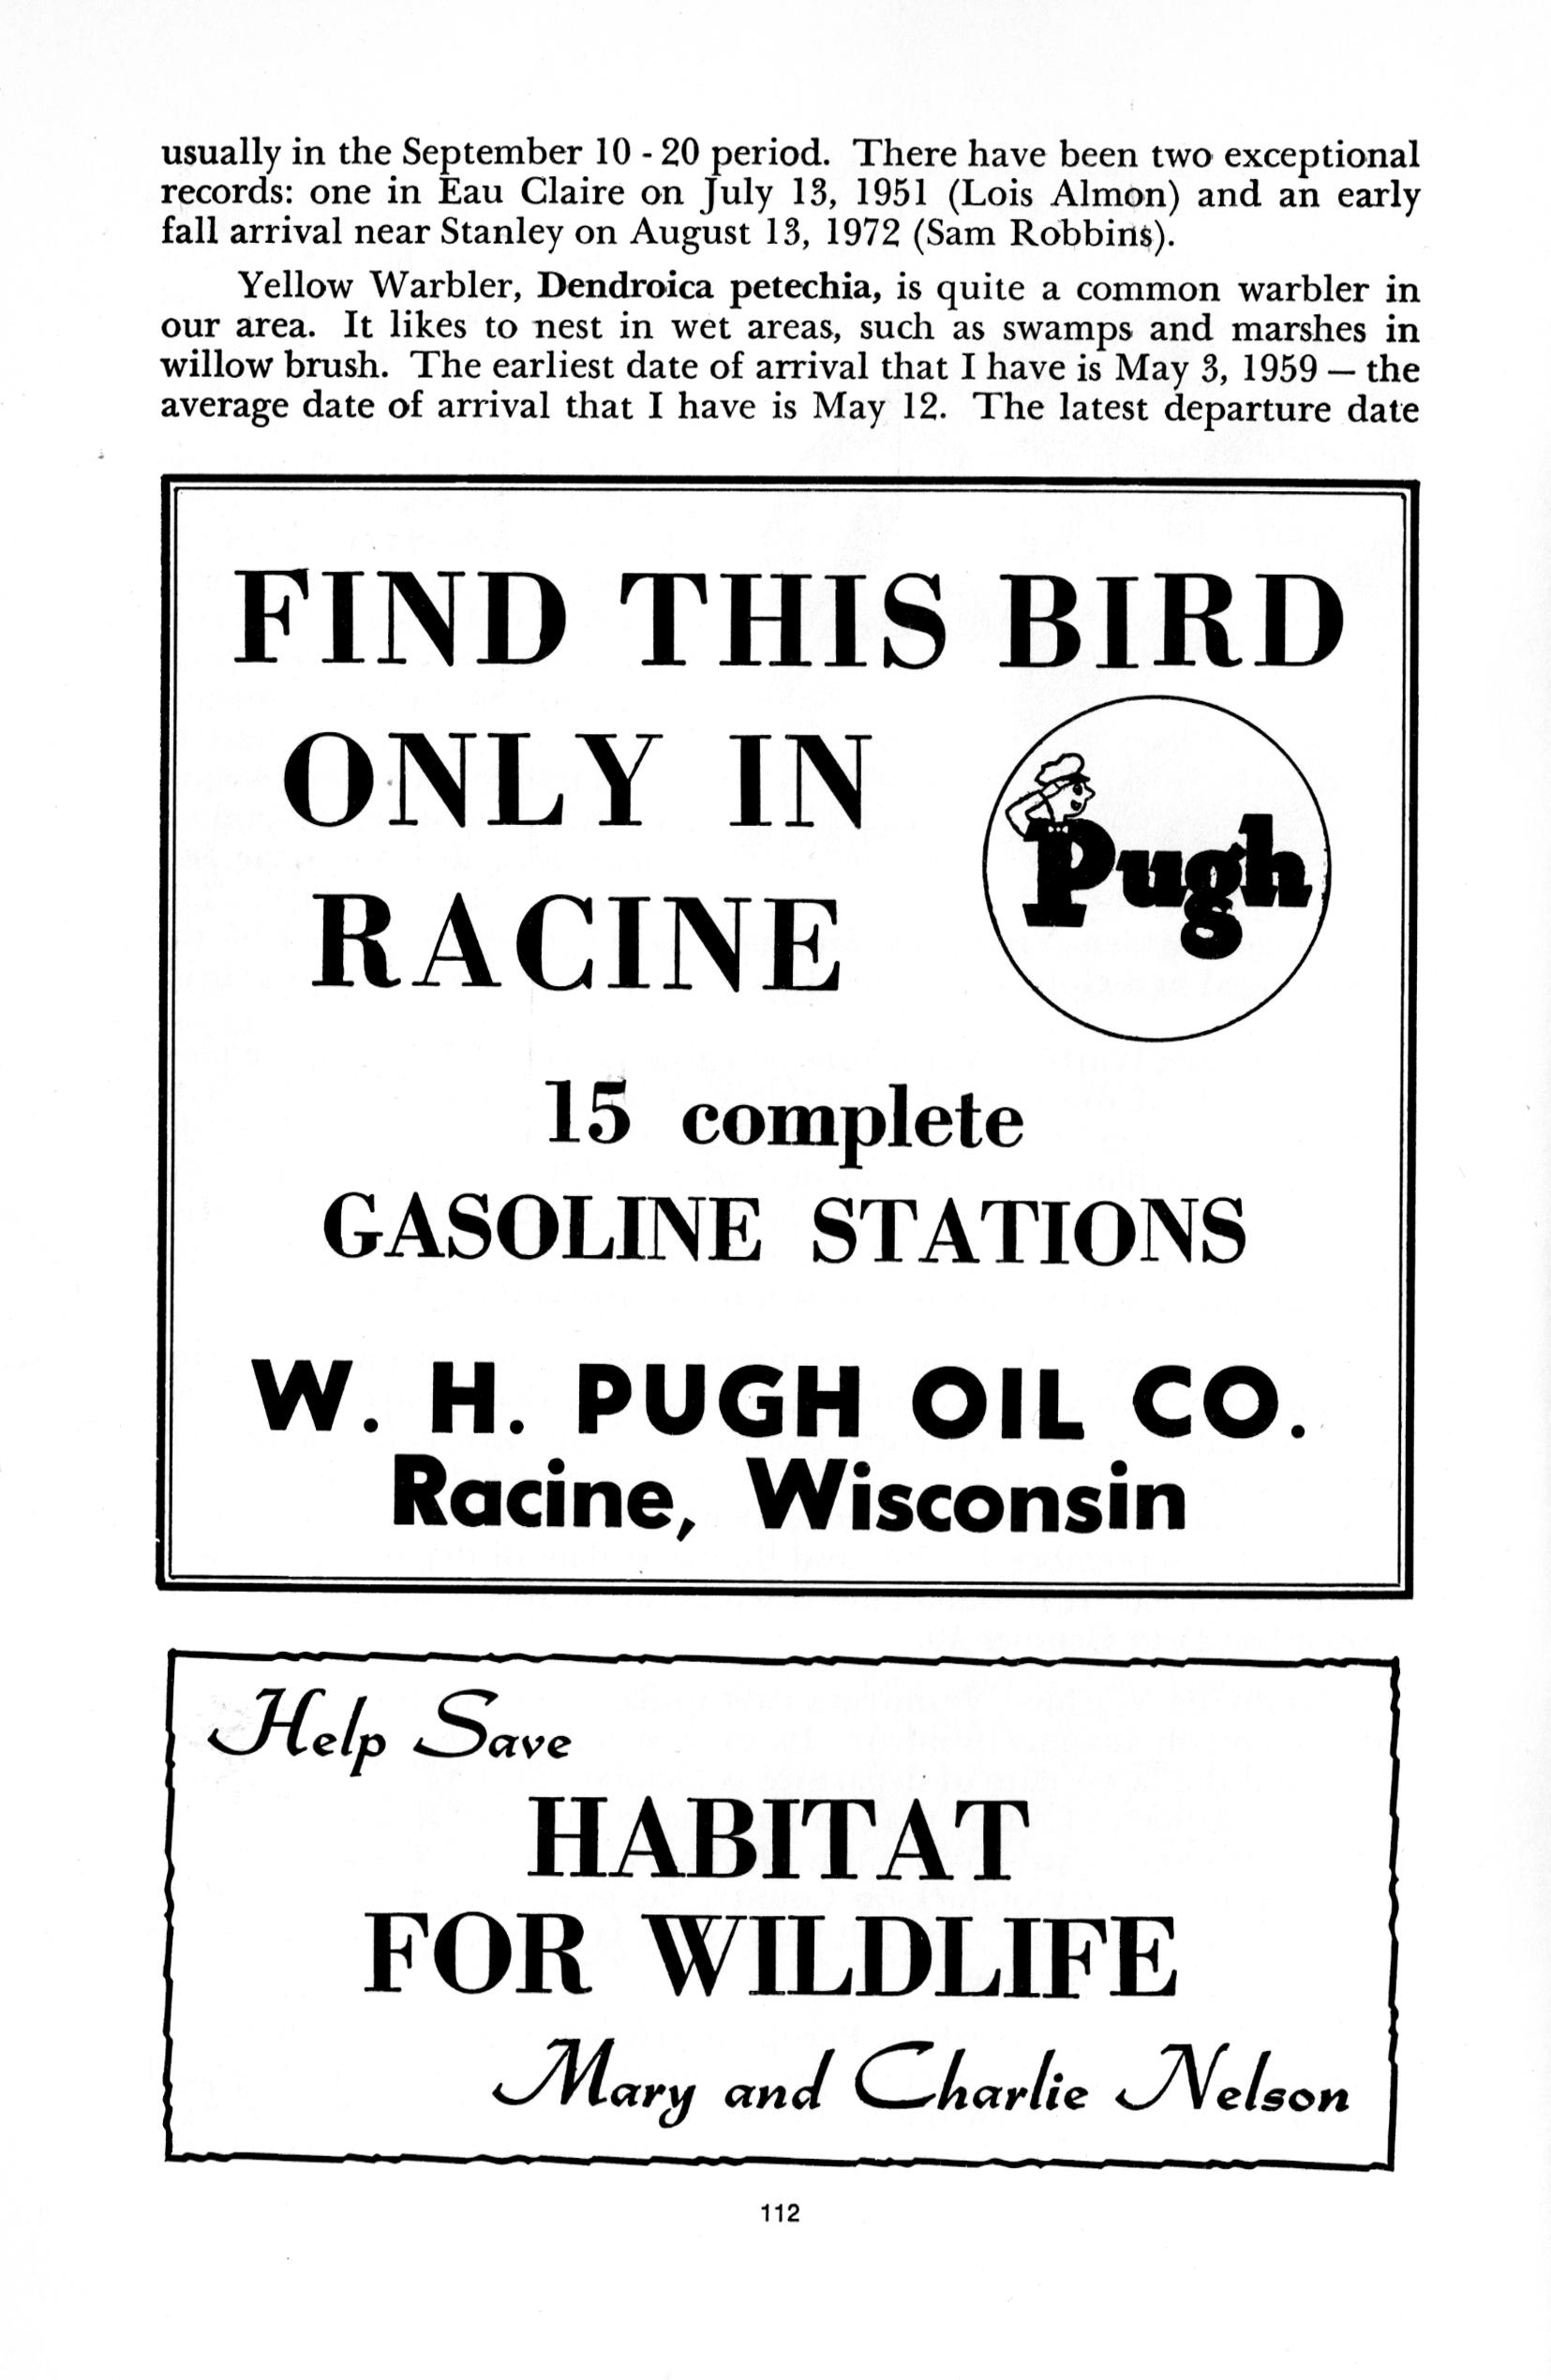 usually in the September 10 - 20 period. There have been two exceptional
records: one in Eau Claire on July 13, 1951 (Lois Almon) and an early
fall arrival near Stanley on August 13, 1972 (Sam Robbins).
Yellow Warbler, Dendroica petechia, is quite a common warbler in
our area. It likes to nest in wet areas, such as swamps and marshes in
willow brush. The earliest date of arrival that I have is May 3, 1959 — the
average date of arrival that I have is May 12. The latest departure date
FIND THIS BIRD
ONLY IN
RACINE
Pugh
15 complete
GASOLINE STATIONS
W. H. PUGH OIL CO.
Racine, Wisconsin
Help Save
HABITAT
FOR WILDLIFE
Mary and Charlie Nelson
112